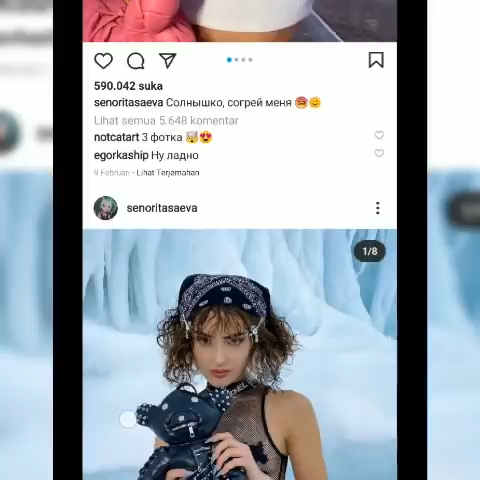 590.042 suka
senoritasaeva Солнышко, согрей меня
Lihat semua 5.648 komentar
notcatart 3 фотка 🤯😍
egorkaship Ну ладно
9 Februari · Lihat Terjemahan
senoritasaeva
1/8